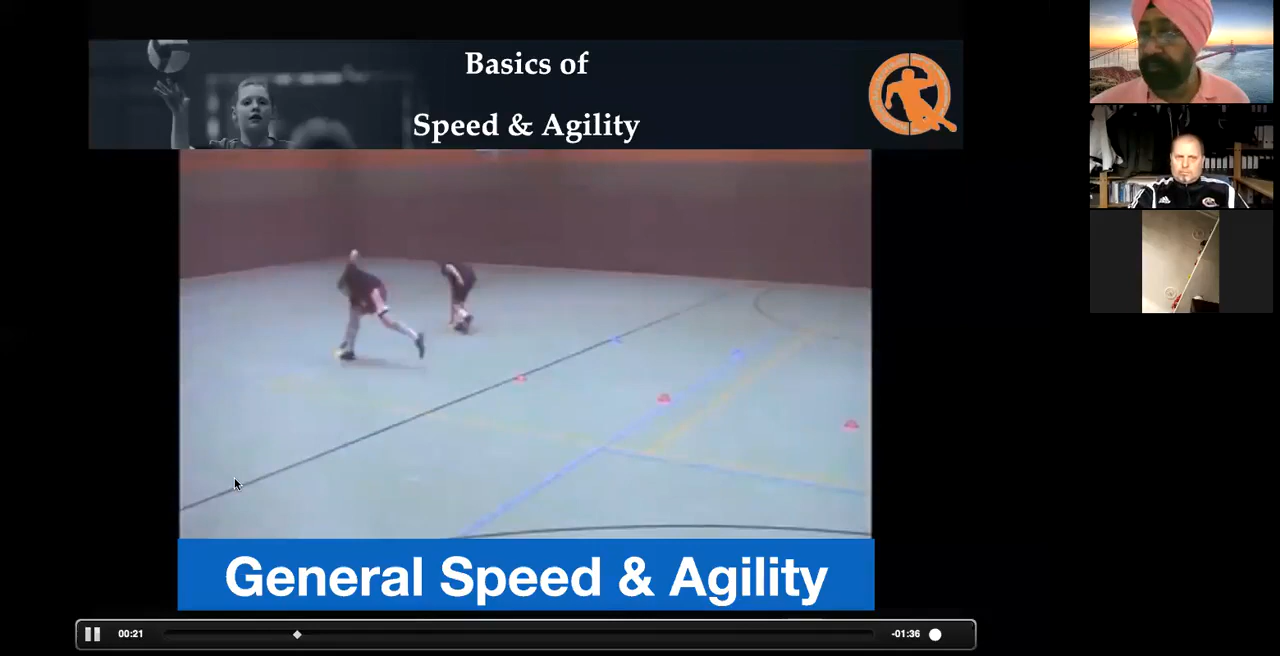 Basics of
Speed & Agility
General Speed & Agility
00:21
-01:36